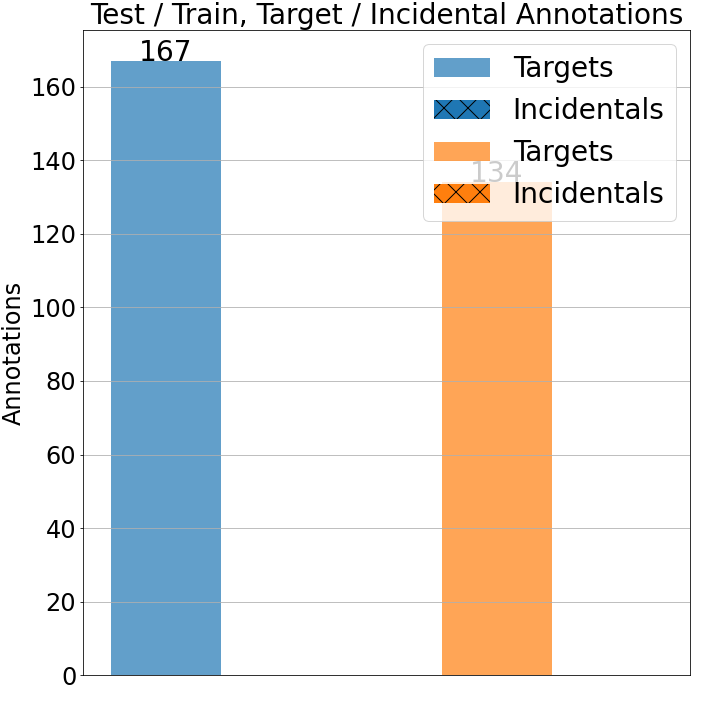 Test / Train, Target / Incidental Annotations
167
Targets
Incidentals
Targets
134
Incidentals
Annotations
160
140
120
100
80
60
40
20
0